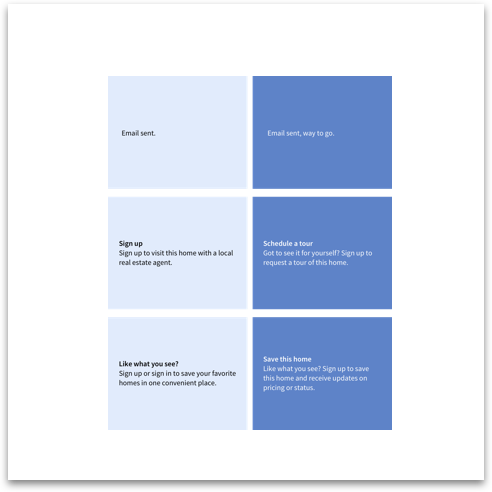 Email sent.
Email sent, way to go.
Sign up
Sign up to visit this home with a local
real estate agent.
Schedule a tour
Got to see it for yourself? Sign up to
request a tour of this home.
Like what you see?
Sign up or sign in to save your favorite
homes in one convenient place.
Save this home
Like what you see? Sign up to save
this home and receive updates on
pricing or status.